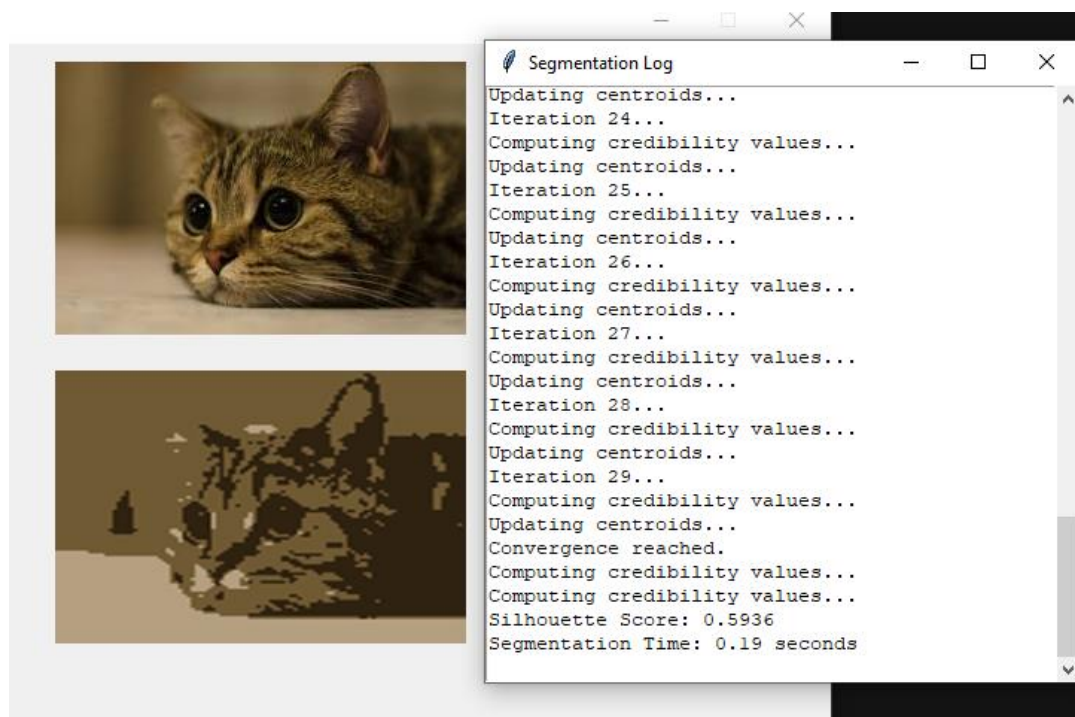 Segmentation Log
Updating centroids...
Iteration 24...
Computing credibility values...
Updating centroids...
Iteration 25...
Computing credibility values...
Updating centroids...
Iteration 26...
Computing credibility values...
Updating centroids...
Iteration 27...
Computing credibility values...
Updating centroids...
Iteration 28...
Computing credibility values...
Updating centroids...
Iteration 29...
Computing credibility values...
Updating centroids...
Convergence reached.
Computing credibility values...
Computing credibility values...
Silhouette Score: 0.5936
Segmentation Time: 0.19 seconds